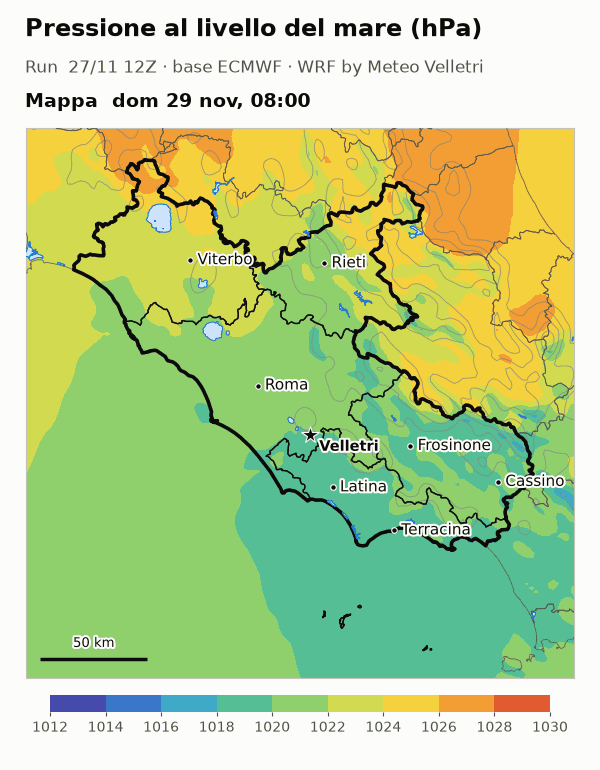 Pressione al livello del mare (hPa)
Run  27/11 12Z · base ECMWF · WRF by Meteo Velletri
Mappa  dom 29 nov, 08:00
Viterbo
Rieti
Roma
Velletri
Frosinone
Latina
Cassino
Terracina
50 km
1012 1014 1016 1018 1020 1022 1024 1026 1028 1030